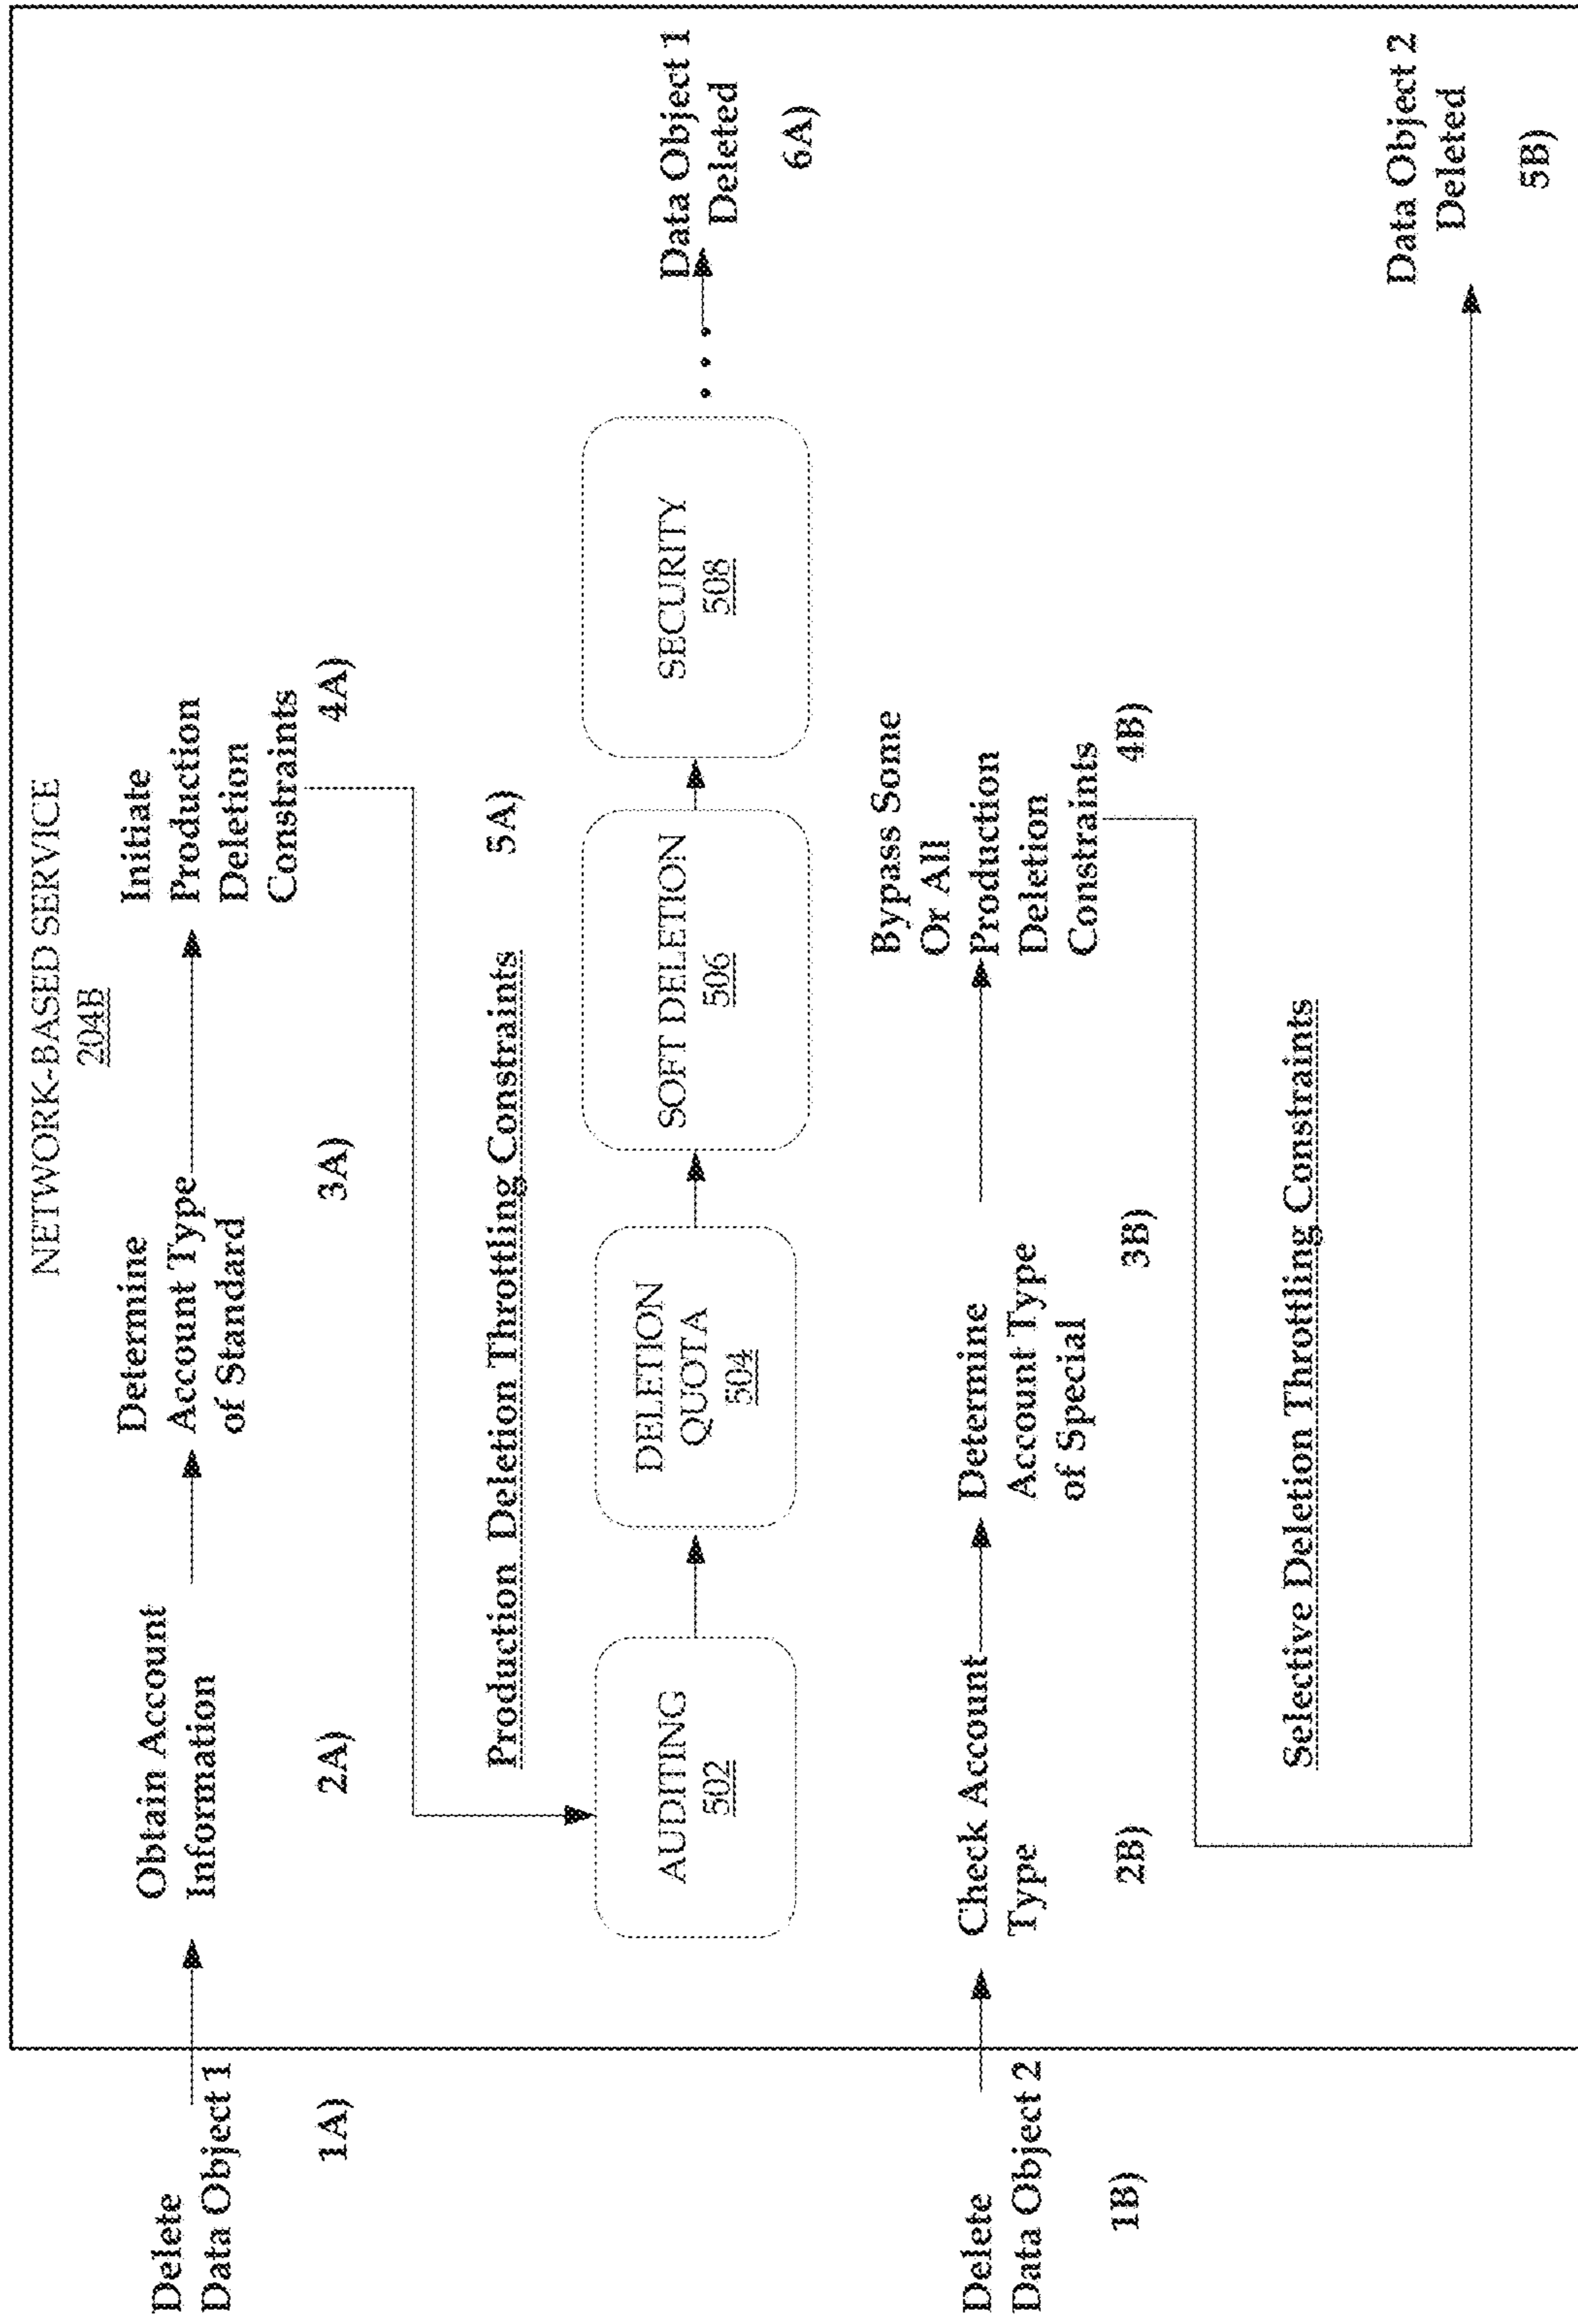 NETWORK-BASED SERVICE
204B
Delete
Data Object 1
1A)
Obtain Account
Information
2A)
Determine
Account Type
of Standard
3A)
Initiate
Production
Deletion
Constraints
4A)
Production Deletion Throttling Constraints
5A)
AUDITING
502
DELETION
QUOTA
504
SOFT DELETION
506
SECURITY
508
Data Object 1
Deleted
6A)
Delete
Data Object 2
1B)
Check Account
Type
2B)
Determine
Account Type
of Special
3B)
Bypass Some
Or All
Production
Deletion
Constraints
4B)
Selective Deletion Throttling Constraints
Data Object 2
Deleted
5B)